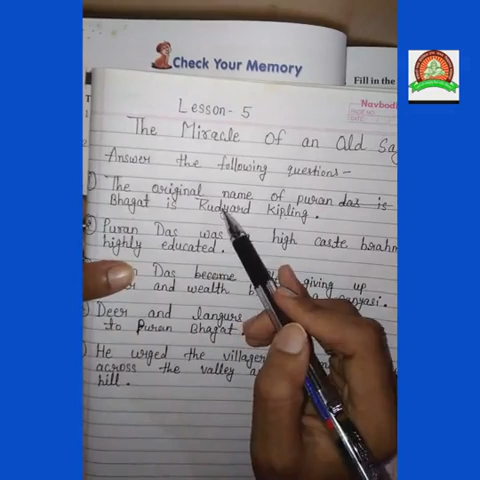 Check Your Memory
Fill in the
Navbod
Lesson - 5
The Miracle of an Old Sa
Answer the following questions -
The original name of puran das is
Bhagat is Rudyard Kipling.
Puran Das was high caste brahm
highly educated.
Das become giving up
and wealth sanyasi.
Deer and langurs
to Puran Bhagat.
He urged the villager
across the valley
hill.